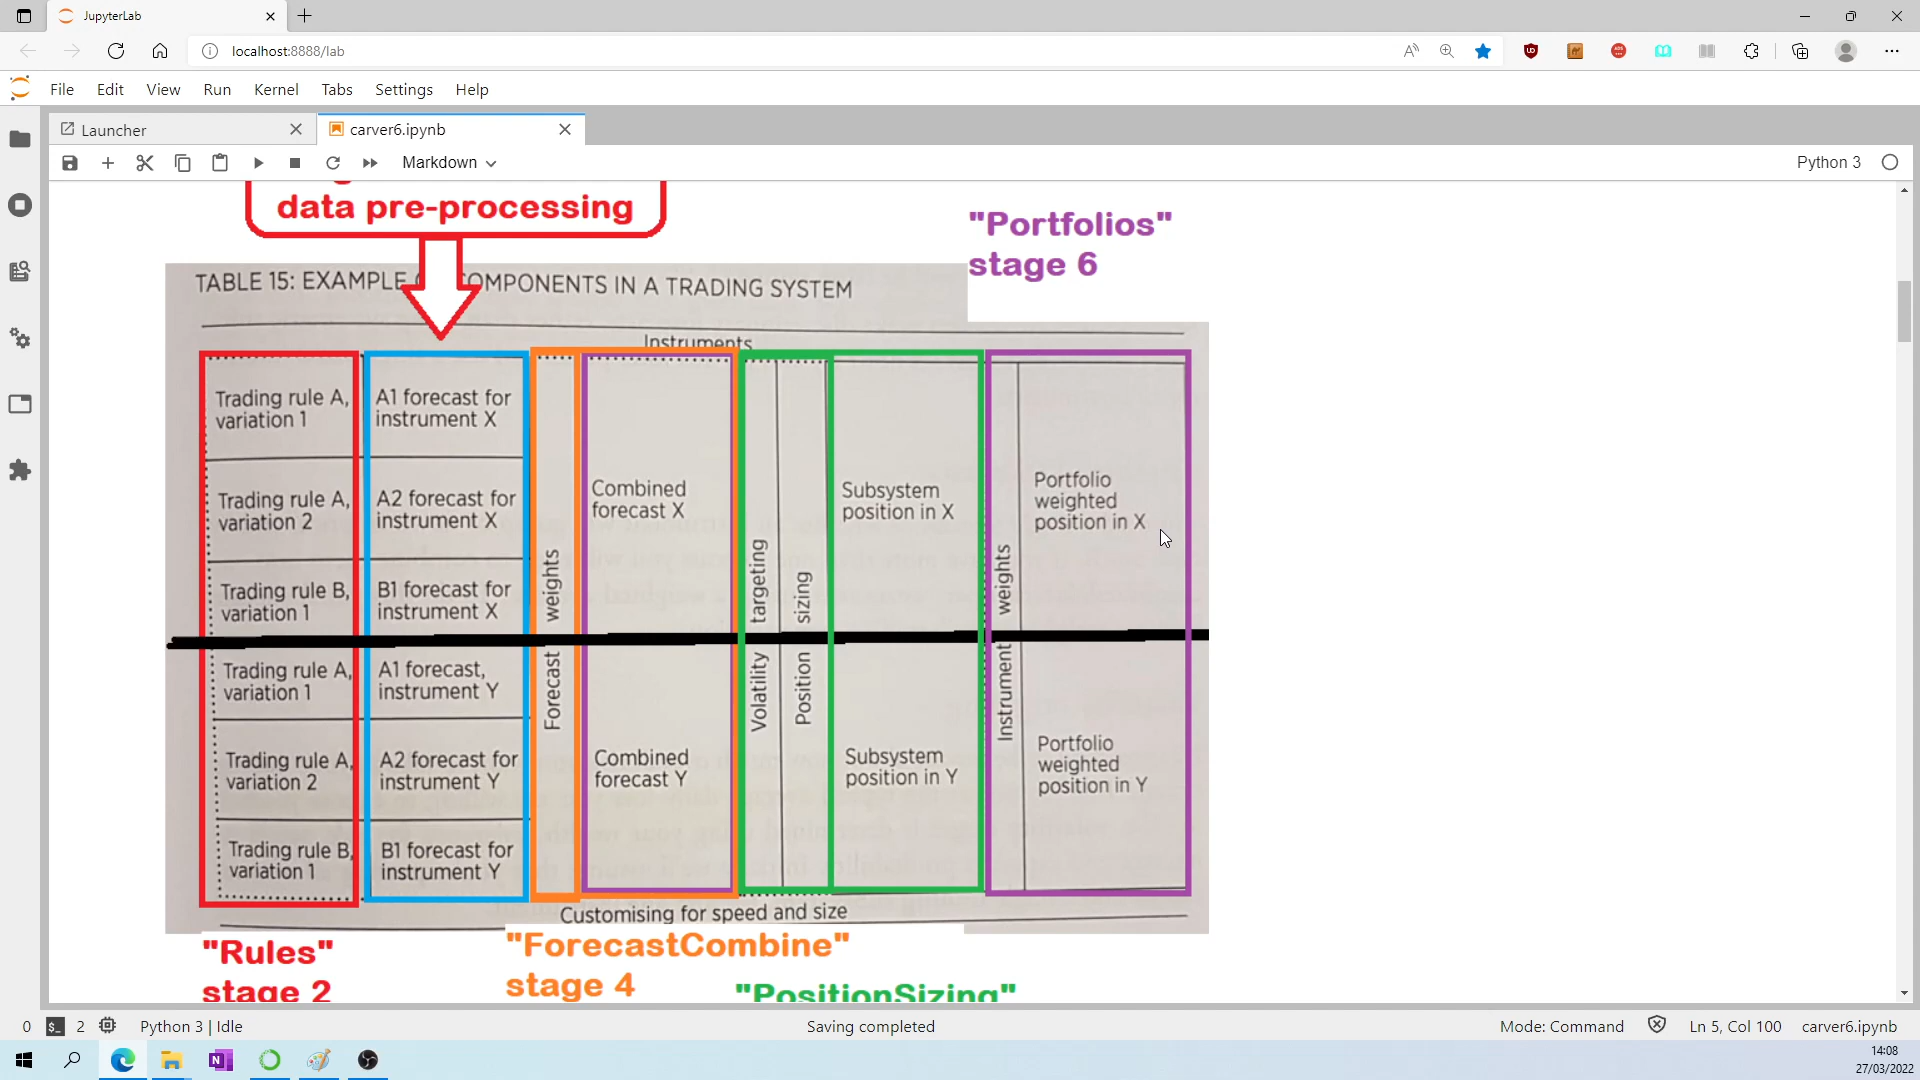 JupyterLab
localhost:8888/lab
File Edit View Run Kernel Tabs Settings Help
Launcher
carver6.ipynb
Markdown
Python 3
data pre-processing
"Portfolios"
stage 6
TABLE 15: EXAMPLE COMPONENTS IN A TRADING SYSTEM
Instruments
Trading rule A,
variation 1
A1 forecast for
instrument X
Trading rule A,
variation 2
A2 forecast for
instrument X
Trading rule B,
variation 1
B1 forecast for
instrument X
Trading rule A,
variation 1
A1 forecast,
instrument Y
Trading rule A,
variation 2
A2 forecast for
instrument Y
Trading rule B,
variation 1
B1 forecast for
instrument Y
Forecast weights
Combined
forecast X
Combined
forecast Y
Volatility targeting
Position sizing
Subsystem
position in X
Subsystem
position in Y
Instrument weights
Portfolio
weighted
position in X
Portfolio
weighted
position in Y
Customising for speed and size
"Rules"
stage 2
"ForecastCombine"
stage 4
"PositionSizing"
0 2 Python 3 | Idle
Saving completed
Mode: Command
Ln 5, Col 100
carver6.ipynb
14:08
27/03/2022